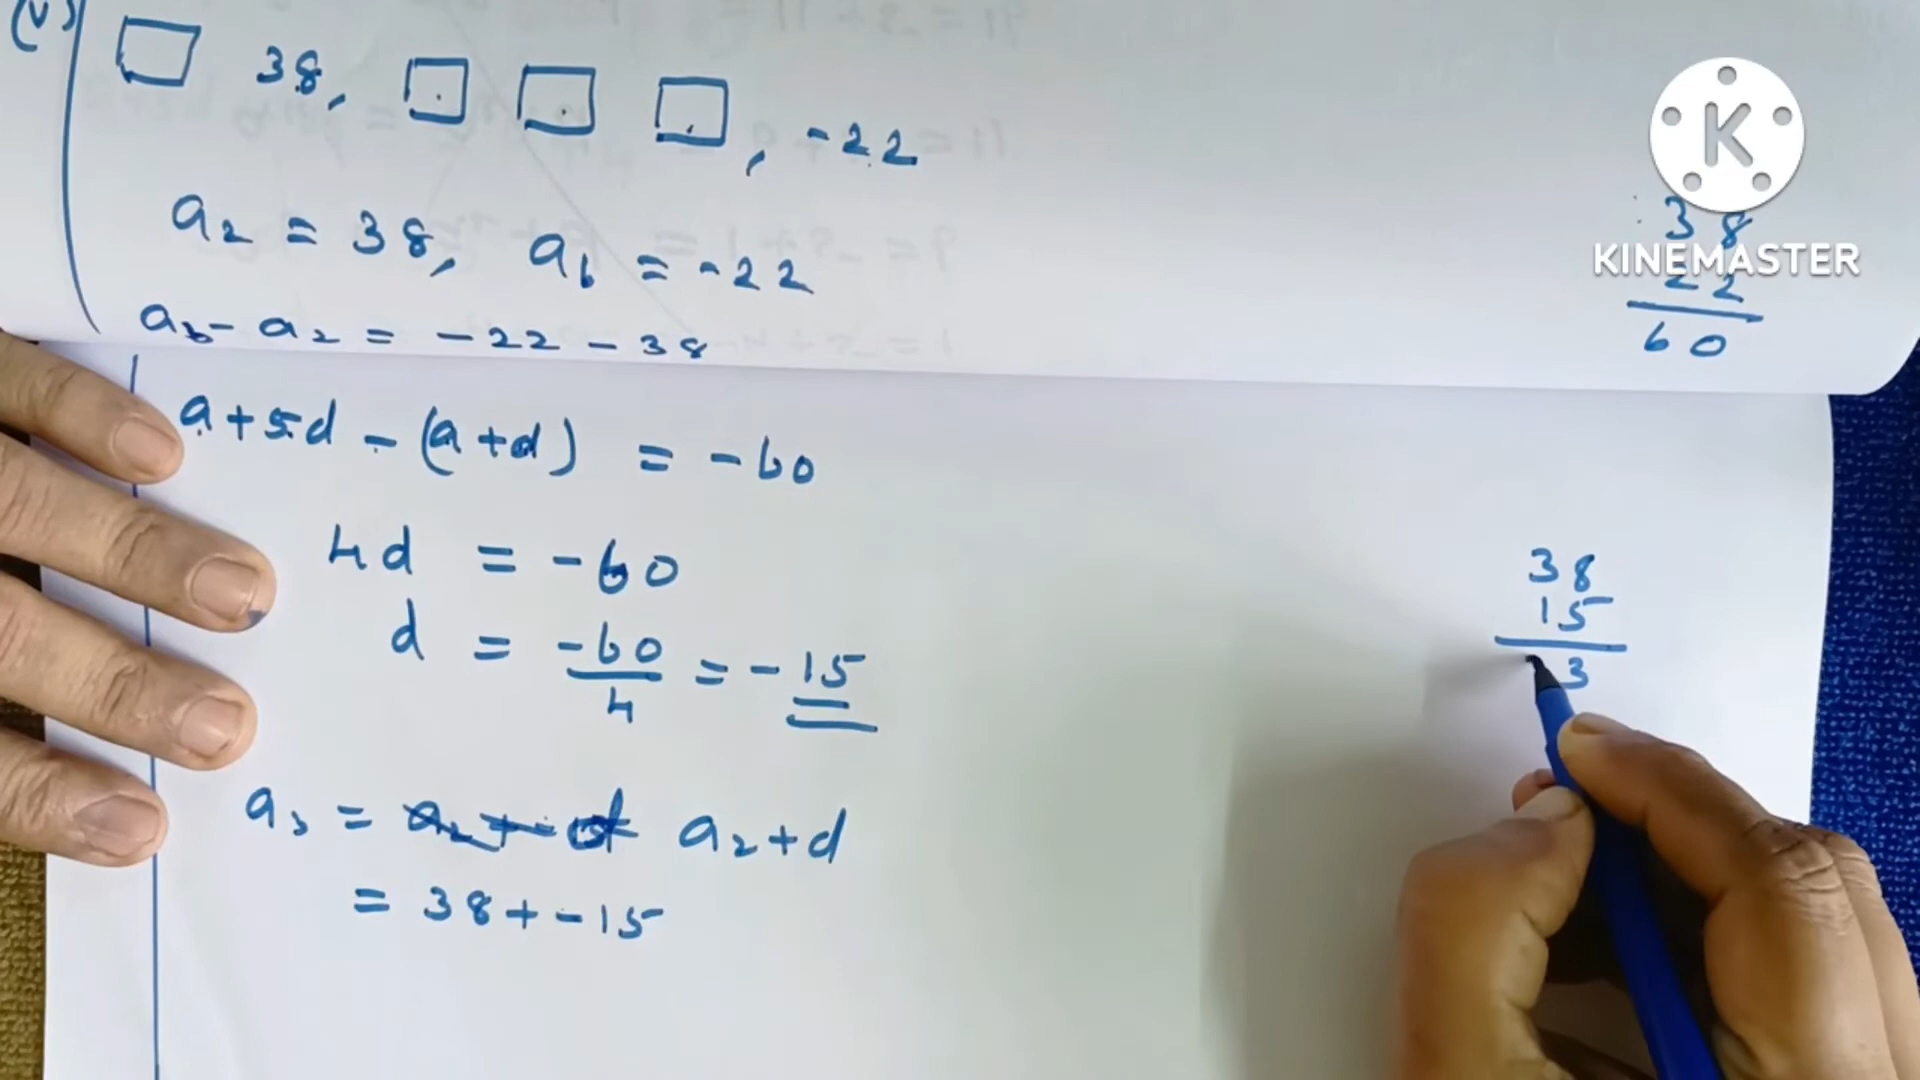 (v) □ 38, □ □ □, -22
a₂ = 38, a₆ = -22
a₆ - a₂ = -22 - 38
a + 5d - (a + d) = -60
4d = -60
d = -60/4 = -15
a₃ = a₂ + d
= 38 + -15
38
22
60
KINEMASTER
38
15
3